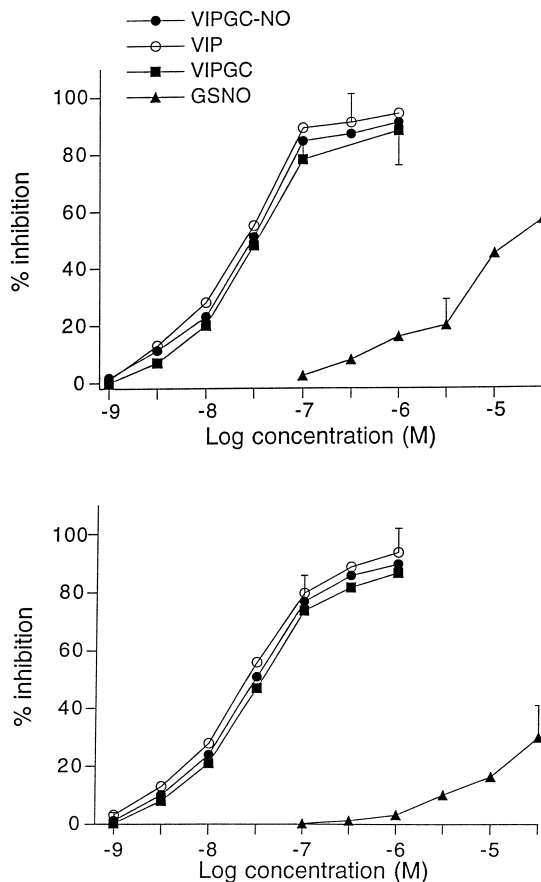 VIPGC-NO
VIP
VIPGC
GSNO
100
80
60
40
20
0
% inhibition
-9 -8 -7 -6 -5
Log concentration (M)
100
80
60
40
20
0
% inhibition
-9 -8 -7 -6 -5
Log concentration (M)